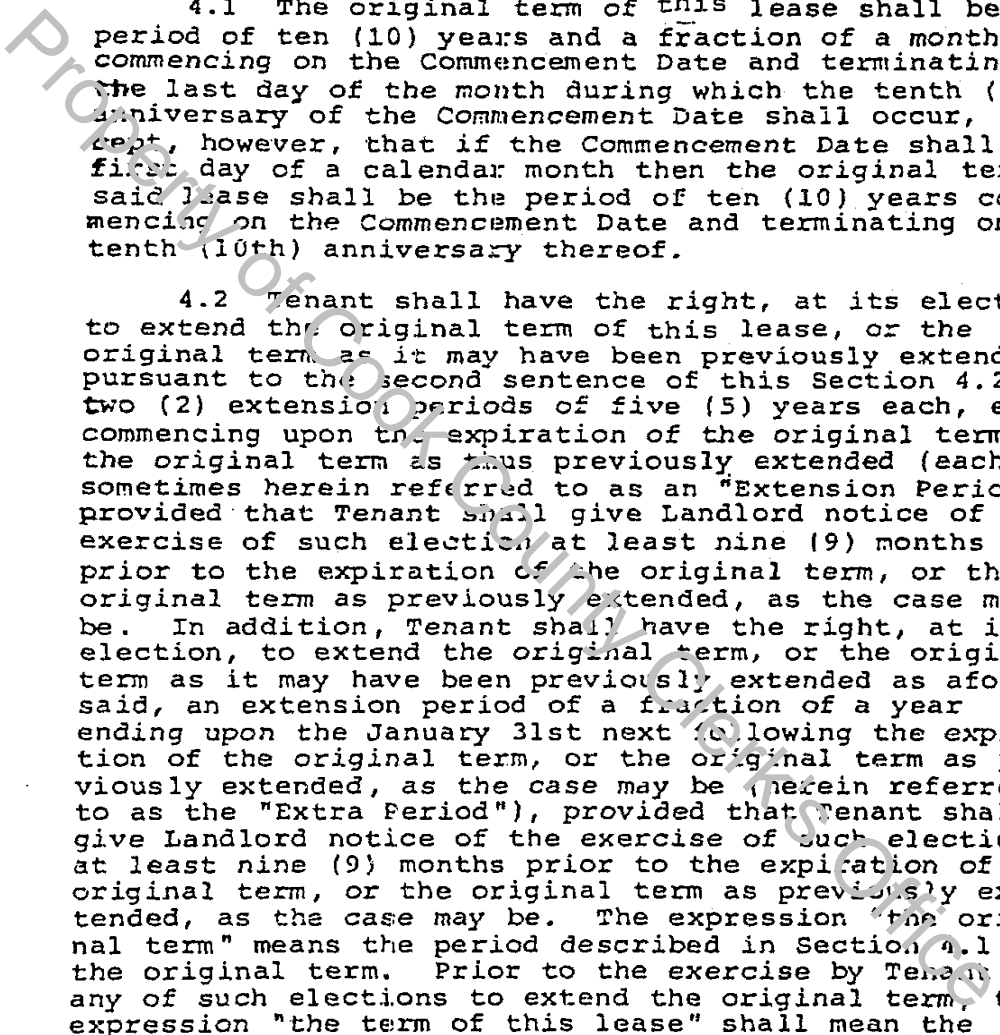 4.1 The original term of this lease shall be
period of ten (10) years and a fraction of a month
commencing on the Commencement Date and terminatin
the last day of the month during which the tenth (
anniversary of the Commencement Date shall occur,
cept, however, that if the Commencement Date shall
first day of a calendar month then the original te
said lease shall be the period of ten (10) years c
mencing on the Commencement Date and terminating o
tenth (10th) anniversary thereof.
4.2 Tenant shall have the right, at its elect
to extend the original term of this lease, or the
original term as it may have been previously extend
pursuant to the second sentence of this Section 4.2
two (2) extension periods of five (5) years each, e
commencing upon the expiration of the original term
the original term as thus previously extended (each
sometimes herein referred to as an "Extension Perio
provided that Tenant shall give Landlord notice of
exercise of such election at least nine (9) months
prior to the expiration of the original term, or th
original term as previously extended, as the case m
be. In addition, Tenant shall have the right, at i
election, to extend the original term, or the origi
term as it may have been previously extended as afo
said, an extension period of a fraction of a year
ending upon the January 31st next following the exp
tion of the original term, or the original term as
viously extended, as the case may be (herein referr
to as the "Extra Period"), provided that Tenant sha
give Landlord notice of the exercise of such electi
at least nine (9) months prior to the expiration of
original term, or the original term as previously ex
tended, as the case may be. The expression "the ori
nal term" means the period described in Section 4.1
the original term. Prior to the exercise by Tenant
any of such elections to extend the original term, t
expression "the term of this lease" shall mean the
Property of Cook County Clerk's Office